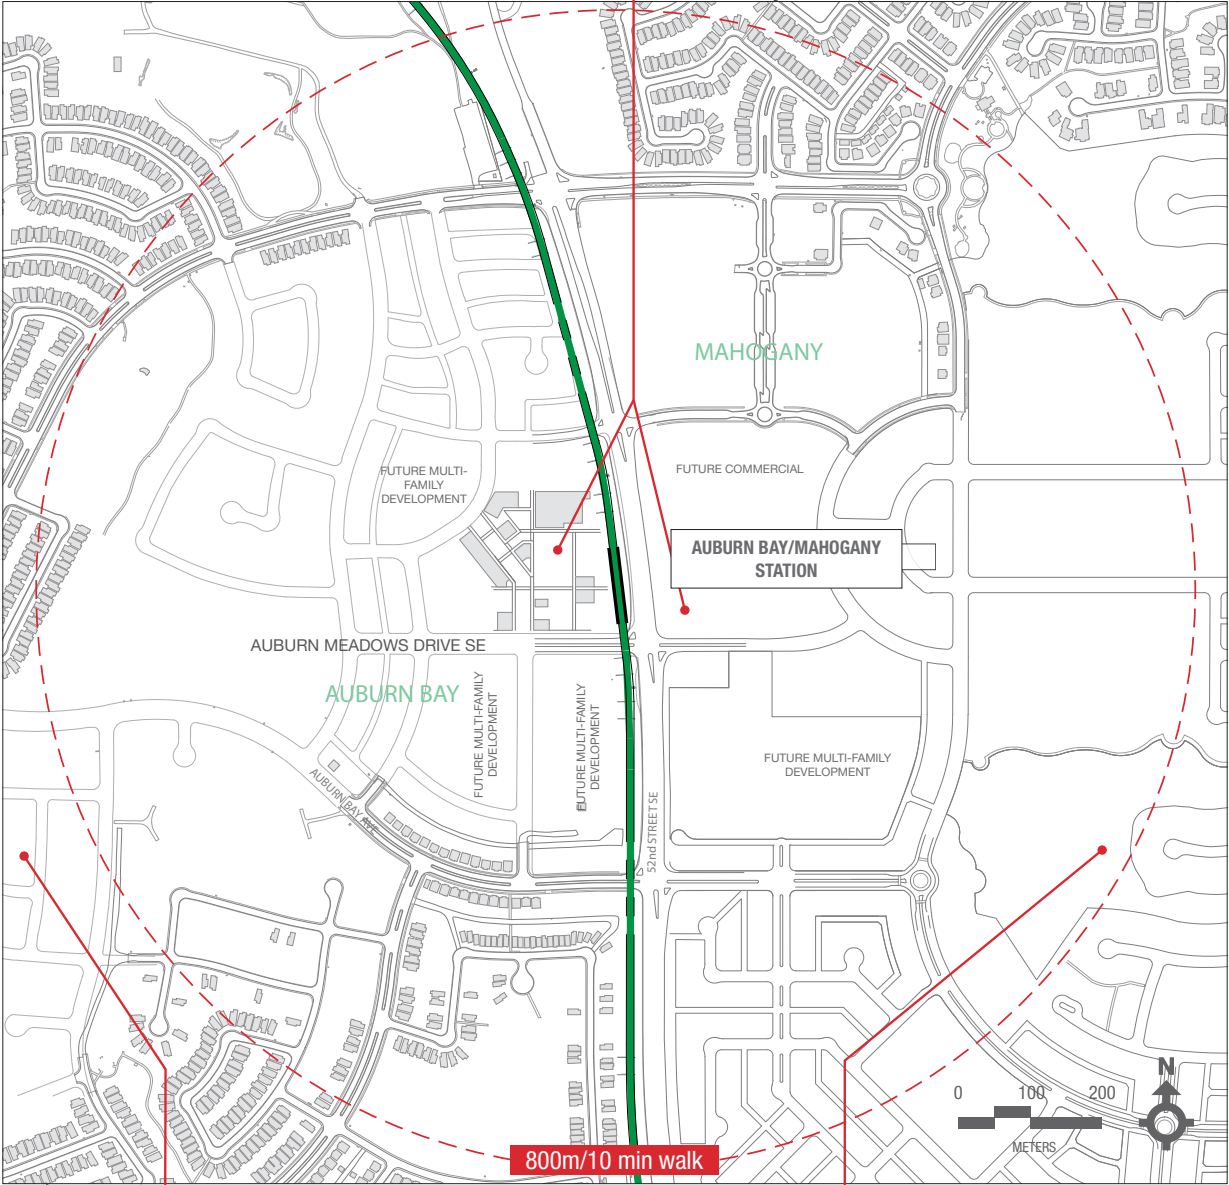 MAHOGANY
FUTURE MULTI-
FAMILY
DEVELOPMENT
FUTURE COMMERCIAL
AUBURN BAY/MAHOGANY
STATION
AUBURN MEADOWS DRIVE SE
AUBURN BAY
FUTURE MULTI-FAMILY
DEVELOPMENT
FUTURE MULTI-FAMILY
DEVELOPMENT
FUTURE MULTI-FAMILY
DEVELOPMENT
AUBURN BAY AVE
52nd STREET SE
N
0 100 200
METERS
800m/10 min walk